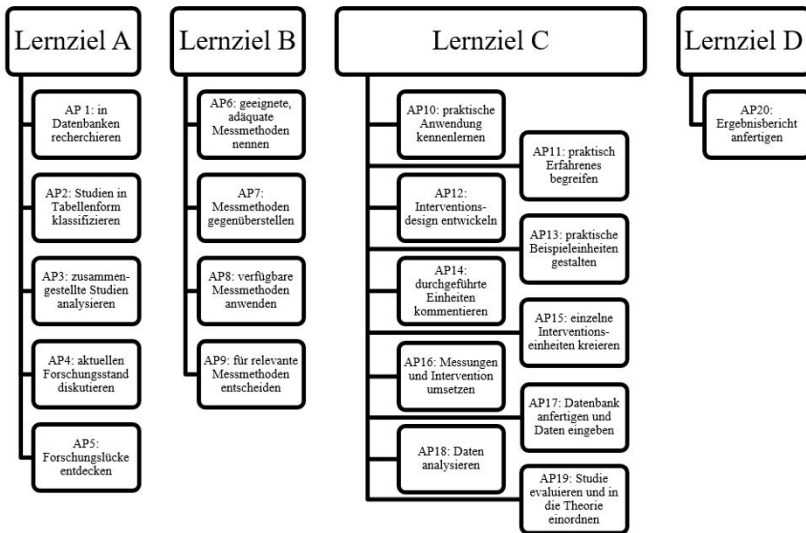 Lernziel A
AP 1: in
Datenbanken
recherchieren
AP2: Studien in
Tabellenform
klassifizieren
AP3: zusammen-
gestellte Studien
analysieren
AP4: aktuellen
Forschungsstand
diskutieren
AP5:
Forschungslücke
entdecken
Lernziel B
AP6: geeignete,
adäquate
Messmethoden
nennen
AP7:
Messmethoden
gegenüberstellen
AP8: verfügbare
Messmethoden
anwenden
AP9: für relevante
Messmethoden
entscheiden
Lernziel C
AP10: praktische
Anwendung
kennenlernen
AP11: praktisch
Erfahrenes
begreifen
AP12:
Interventions-
design entwickeln
AP13: praktische
Beispieleinheiten
gestalten
AP14:
durchgeführte
Einheiten
kommentieren
AP15: einzelne
Interventions-
einheiten kreieren
AP16: Messungen
und Intervention
umsetzen
AP17: Datenbank
anfertigen und
Daten eingeben
AP18: Daten
analysieren
AP19: Studie
evaluieren und in
die Theorie
einordnen
Lernziel D
AP20:
Ergebnisbericht
anfertigen